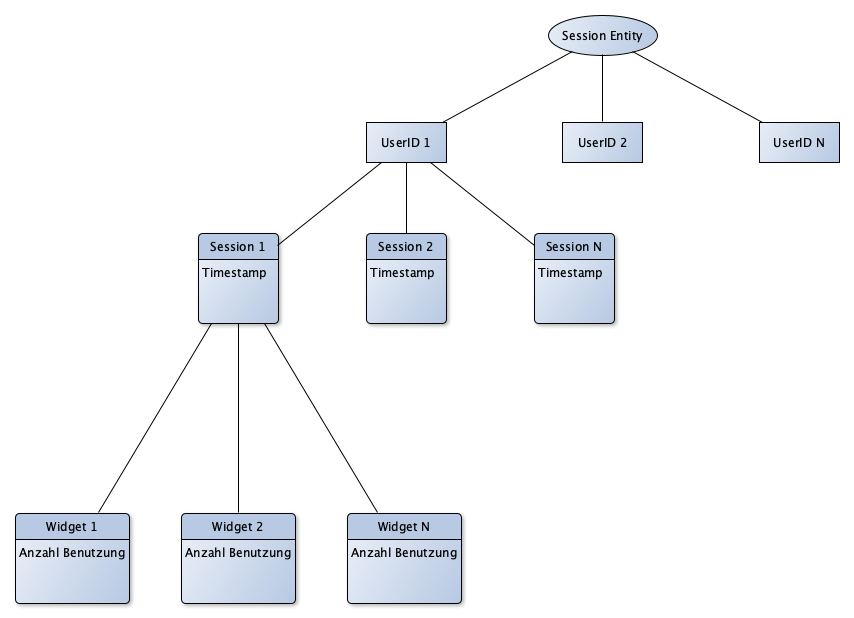 Session Entity
UserID 1
UserID 2
UserID N
Session 1
Timestamp
Session 2
Timestamp
Session N
Timestamp
Widget 1
Anzahl Benutzung
Widget 2
Anzahl Benutzung
Widget N
Anzahl Benutzung